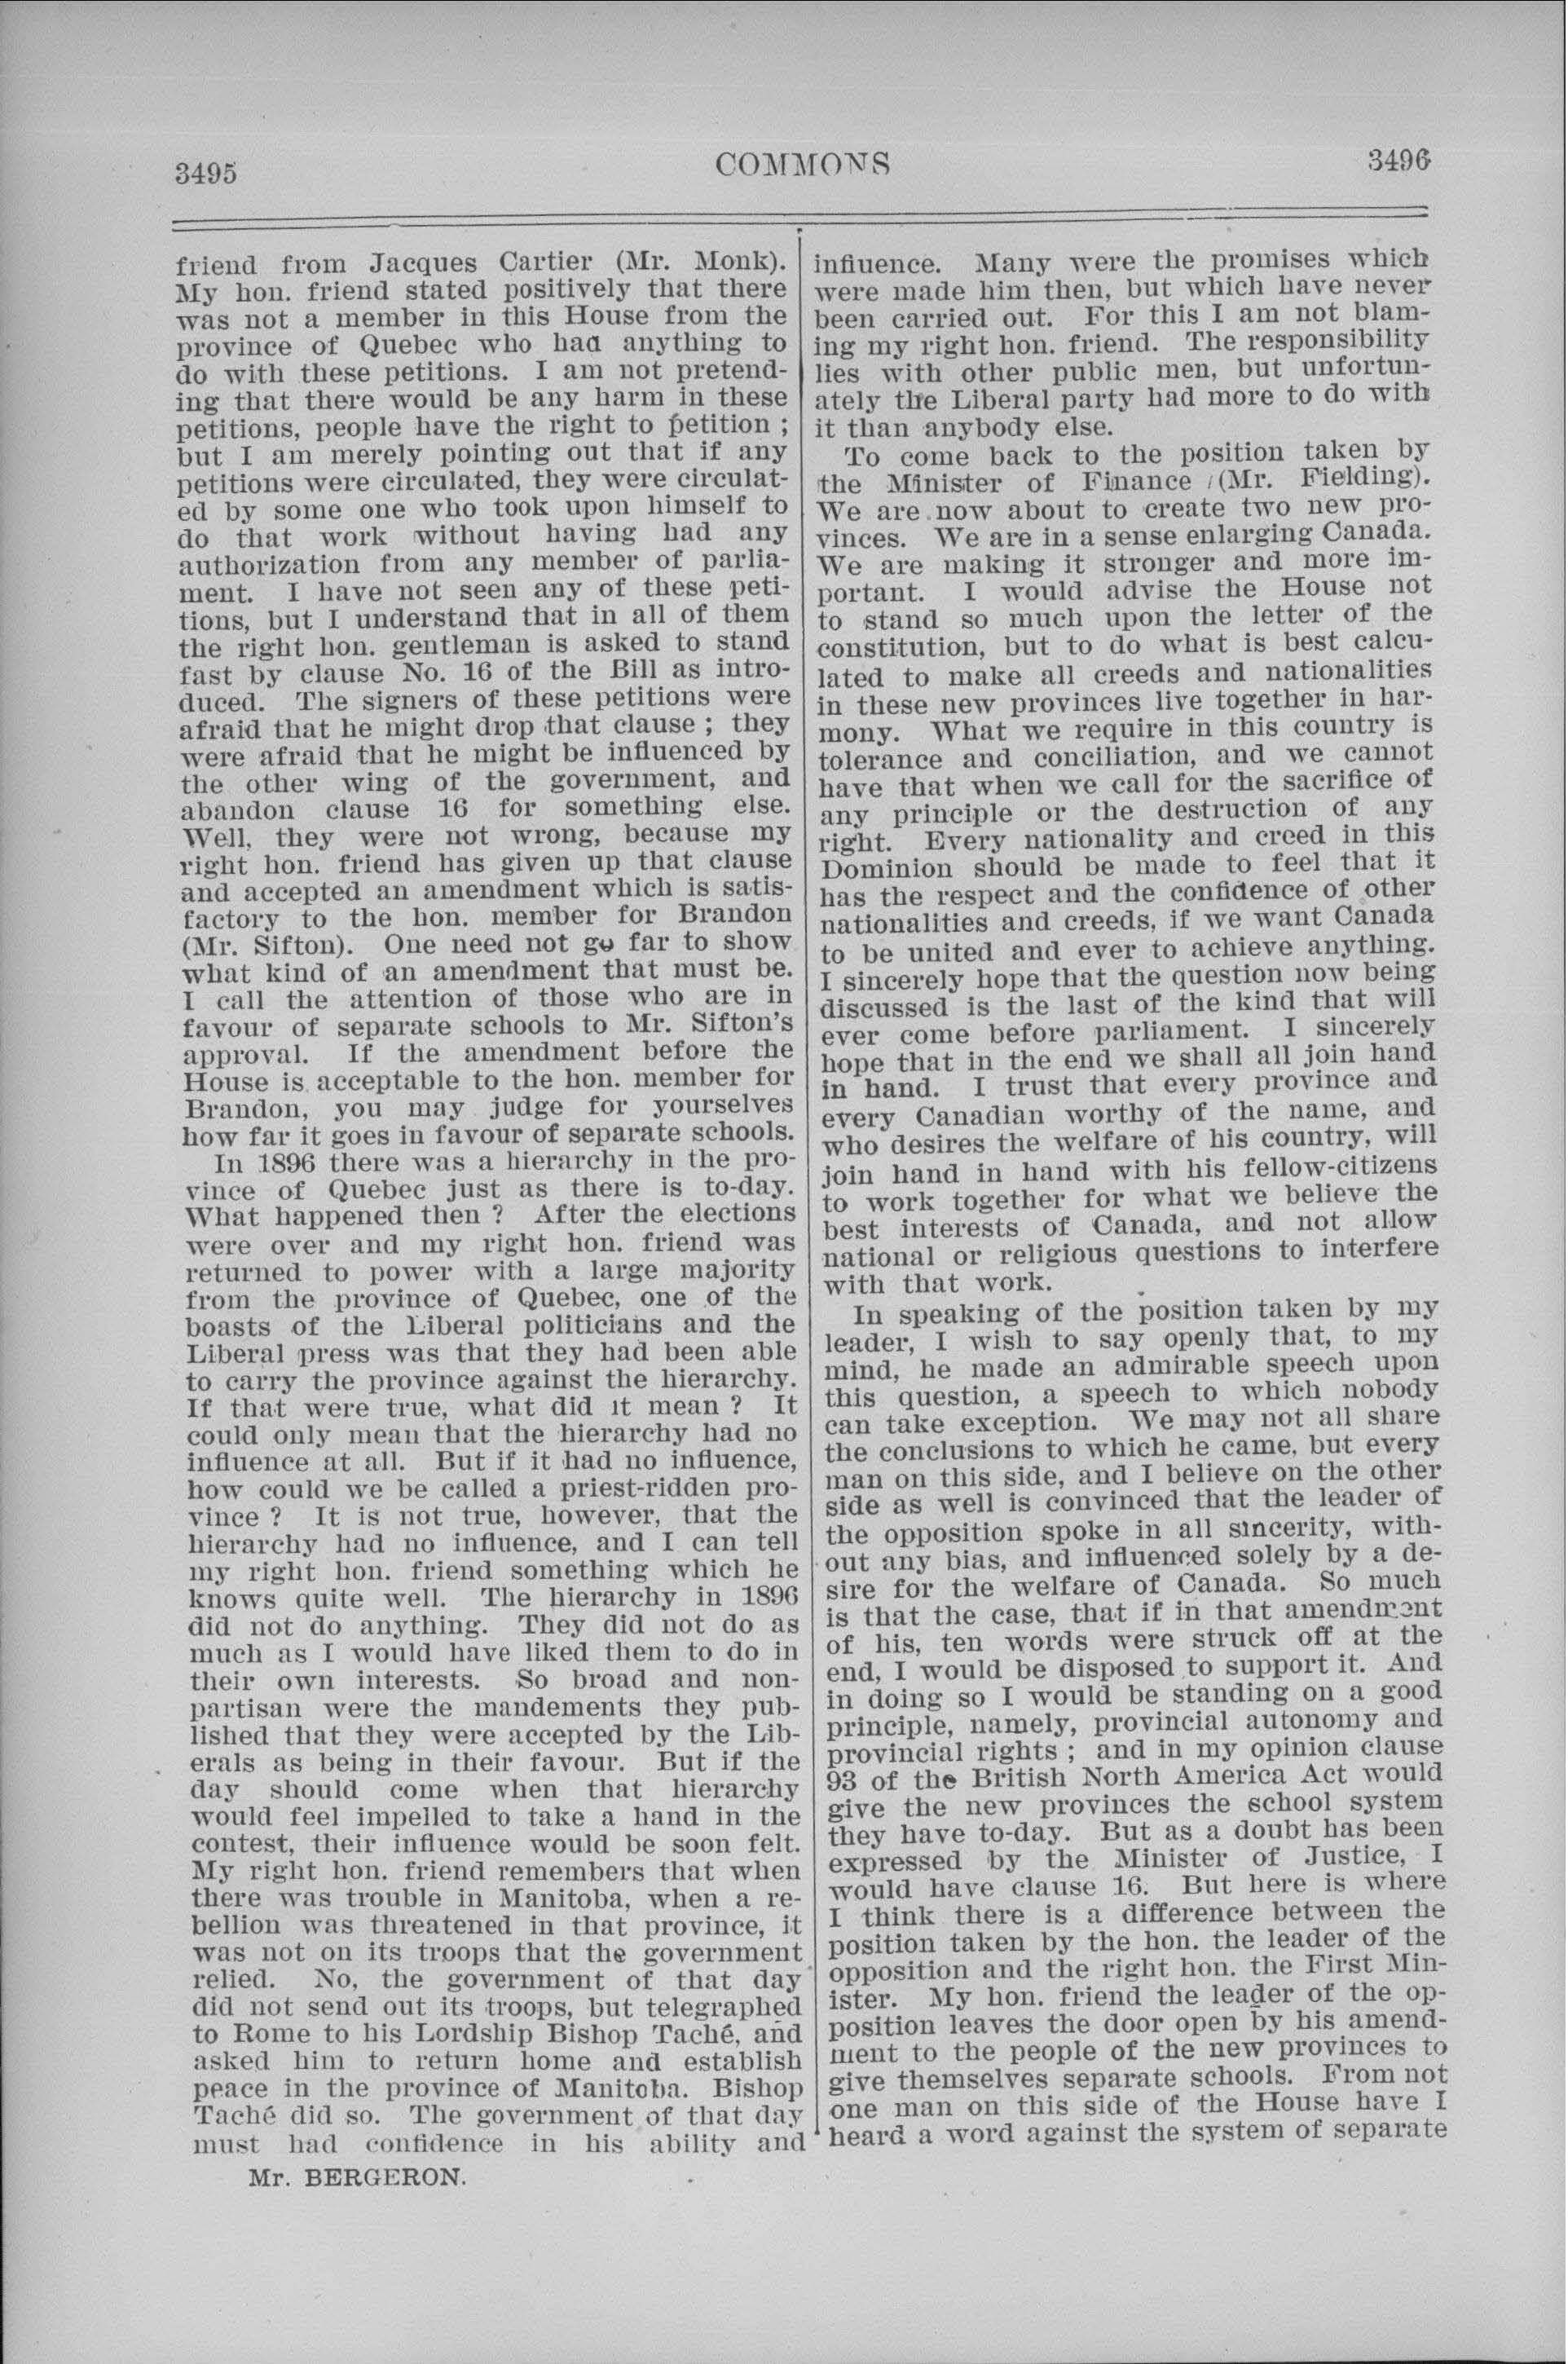 3495
COMMONS
3496
friend from Jacques Cartier (Mr. Monk).
My hon. friend stated positively that there
was not a member in this House from the
province of Quebec who had anything to
do with these petitions. I am not pretend-
ing that there would be any harm in these
petitions, people have the right to petition ;
but I am merely pointing out that if any
petitions were circulated, they were circulat-
ed by some one who took upon himself to
do that work without having had any
authorization from any member of parlia-
ment. I have not seen any of these peti-
tions, but I understand that in all of them
the right hon. gentleman is asked to stand
fast by clause No. 16 of the Bill as intro-
duced. The signers of these petitions were
afraid that he might drop that clause ; they
were afraid that he might be influenced by
the other wing of the government, and
abandon clause 16 for something else.
Well, they were not wrong, because my
right hon. friend has given up that clause
and accepted an amendment which is satis-
factory to the hon. member for Brandon
(Mr. Sifton). One need not go far to show
what kind of an amendment that must be.
I call the attention of those who are in
favour of separate schools to Mr. Sifton's
approval. If the amendment before the
House is acceptable to the hon. member for
Brandon, you may judge for yourselves
how far it goes in favour of separate schools.
In 1896 there was a hierarchy in the pro-
vince of Quebec just as there is to-day.
What happened then ? After the elections
were over and my right hon. friend was
returned to power with a large majority
from the province of Quebec, one of the
boasts of the Liberal politicians and the
Liberal press was that they had been able
to carry the province against the hierarchy.
If that were true, what did it mean ? It
could only mean that the hierarchy had no
influence at all. But if it had no influence,
how could we be called a priest-ridden pro-
vince ? It is not true, however, that the
hierarchy had no influence, and I can tell
my right hon. friend something which he
knows quite well. The hierarchy in 1896
did not do anything. They did not do as
much as I would have liked them to do in
their own interests. So broad and non-
partisan were the mandements they pub-
lished that they were accepted by the Lib-
erals as being in their favour. But if the
day should come when that hierarchy
would feel impelled to take a hand in the
contest, their influence would be soon felt.
My right hon. friend remembers that when
there was trouble in Manitoba, when a re-
bellion was threatened in that province, it
was not on its troops that the government
relied. No, the government of that day
did not send out its troops, but telegraphed
to Rome to his Lordship Bishop Taché, and
asked him to return home and establish
peace in the province of Manitoba. Bishop
Taché did so. The government of that day
must had confidence in his ability and
Mr. BERGERON.
influence. Many were the promises which
were made him then, but which have never
been carried out. For this I am not blam-
ing my right hon. friend. The responsibility
lies with other public men, but unfortun-
ately the Liberal party had more to do with
it than anybody else.
To come back to the position taken by
the Minister of Finance (Mr. Fielding).
We are now about to create two new pro-
vinces. We are in a sense enlarging Canada.
We are making it stronger and more im-
portant. I would advise the House not
to stand so much upon the letter of the
constitution, but to do what is best calcu-
lated to make all creeds and nationalities
in these new provinces live together in har-
mony. What we require in this country is
tolerance and conciliation, and we cannot
have that when we call for the sacrifice of
any principle or the destruction of any
right. Every nationality and creed in this
Dominion should be made to feel that it
has the respect and the confidence of other
nationalities and creeds, if we want Canada
to be united and ever to achieve anything.
I sincerely hope that the question now being
discussed is the last of the kind that will
ever come before parliament. I sincerely
hope that in the end we shall all join hand
in hand. I trust that every province and
every Canadian worthy of the name, and
who desires the welfare of his country, will
join hand in hand with his fellow-citizens
to work together for what we believe the
best interests of Canada, and not allow
national or religious questions to interfere
with that work.
In speaking of the position taken by my
leader, I wish to say openly that, to my
mind, he made an admirable speech upon
this question, a speech to which nobody
can take exception. We may not all share
the conclusions to which he came, but every
man on this side, and I believe on the other
side as well is convinced that the leader of
the opposition spoke in all sincerity, with-
out any bias, and influenced solely by a de-
sire for the welfare of Canada. So much
is that the case, that if in that amendment
of his, ten words were struck off at the
end, I would be disposed to support it. And
in doing so I would be standing on a good
principle, namely, provincial autonomy and
provincial rights ; and in my opinion clause
93 of the British North America Act would
give the new provinces the school system
they have to-day. But as a doubt has been
expressed by the Minister of Justice, I
would have clause 16. But here is where
I think there is a difference between the
position taken by the hon. the leader of the
opposition and the right hon. the First Min-
ister. My hon. friend the leader of the op-
position leaves the door open by his amend-
ment to the people of the new provinces to
give themselves separate schools. From not
one man on this side of the House have I
heard a word against the system of separate